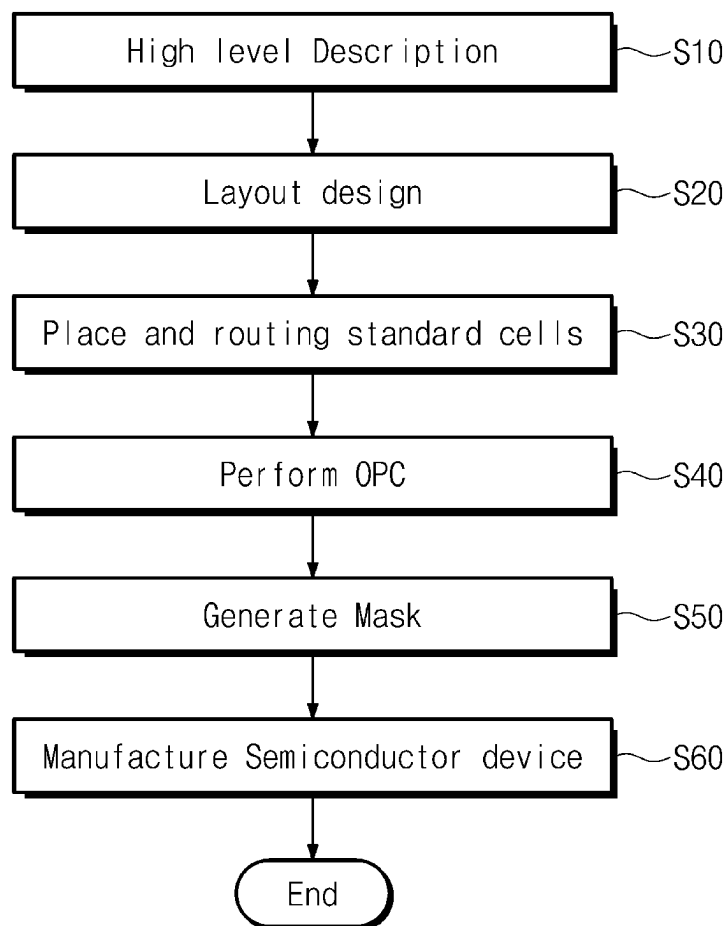 High level Description S10
Layout design S20
Place and routing standard cells S30
Perform OPC S40
Generate Mask S50
Manufacture Semiconductor device S60
End